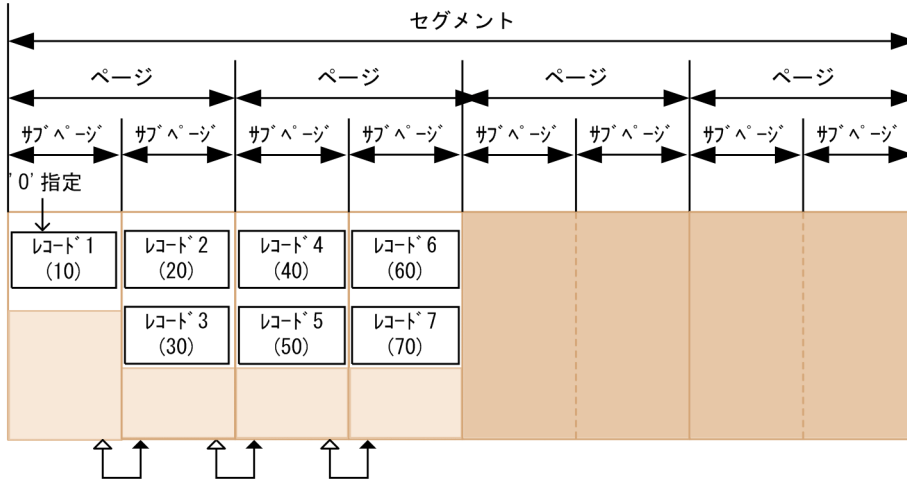 セグメント
ページ ページ ページ ページ
サブページ サブページ サブページ サブページ サブページ サブページ サブページ サブページ
'0'指定
レコード1 レコード2 レコード4 レコード6
(10) (20) (40) (60)
レコード3 レコード5 レコード7
(30) (50) (70)